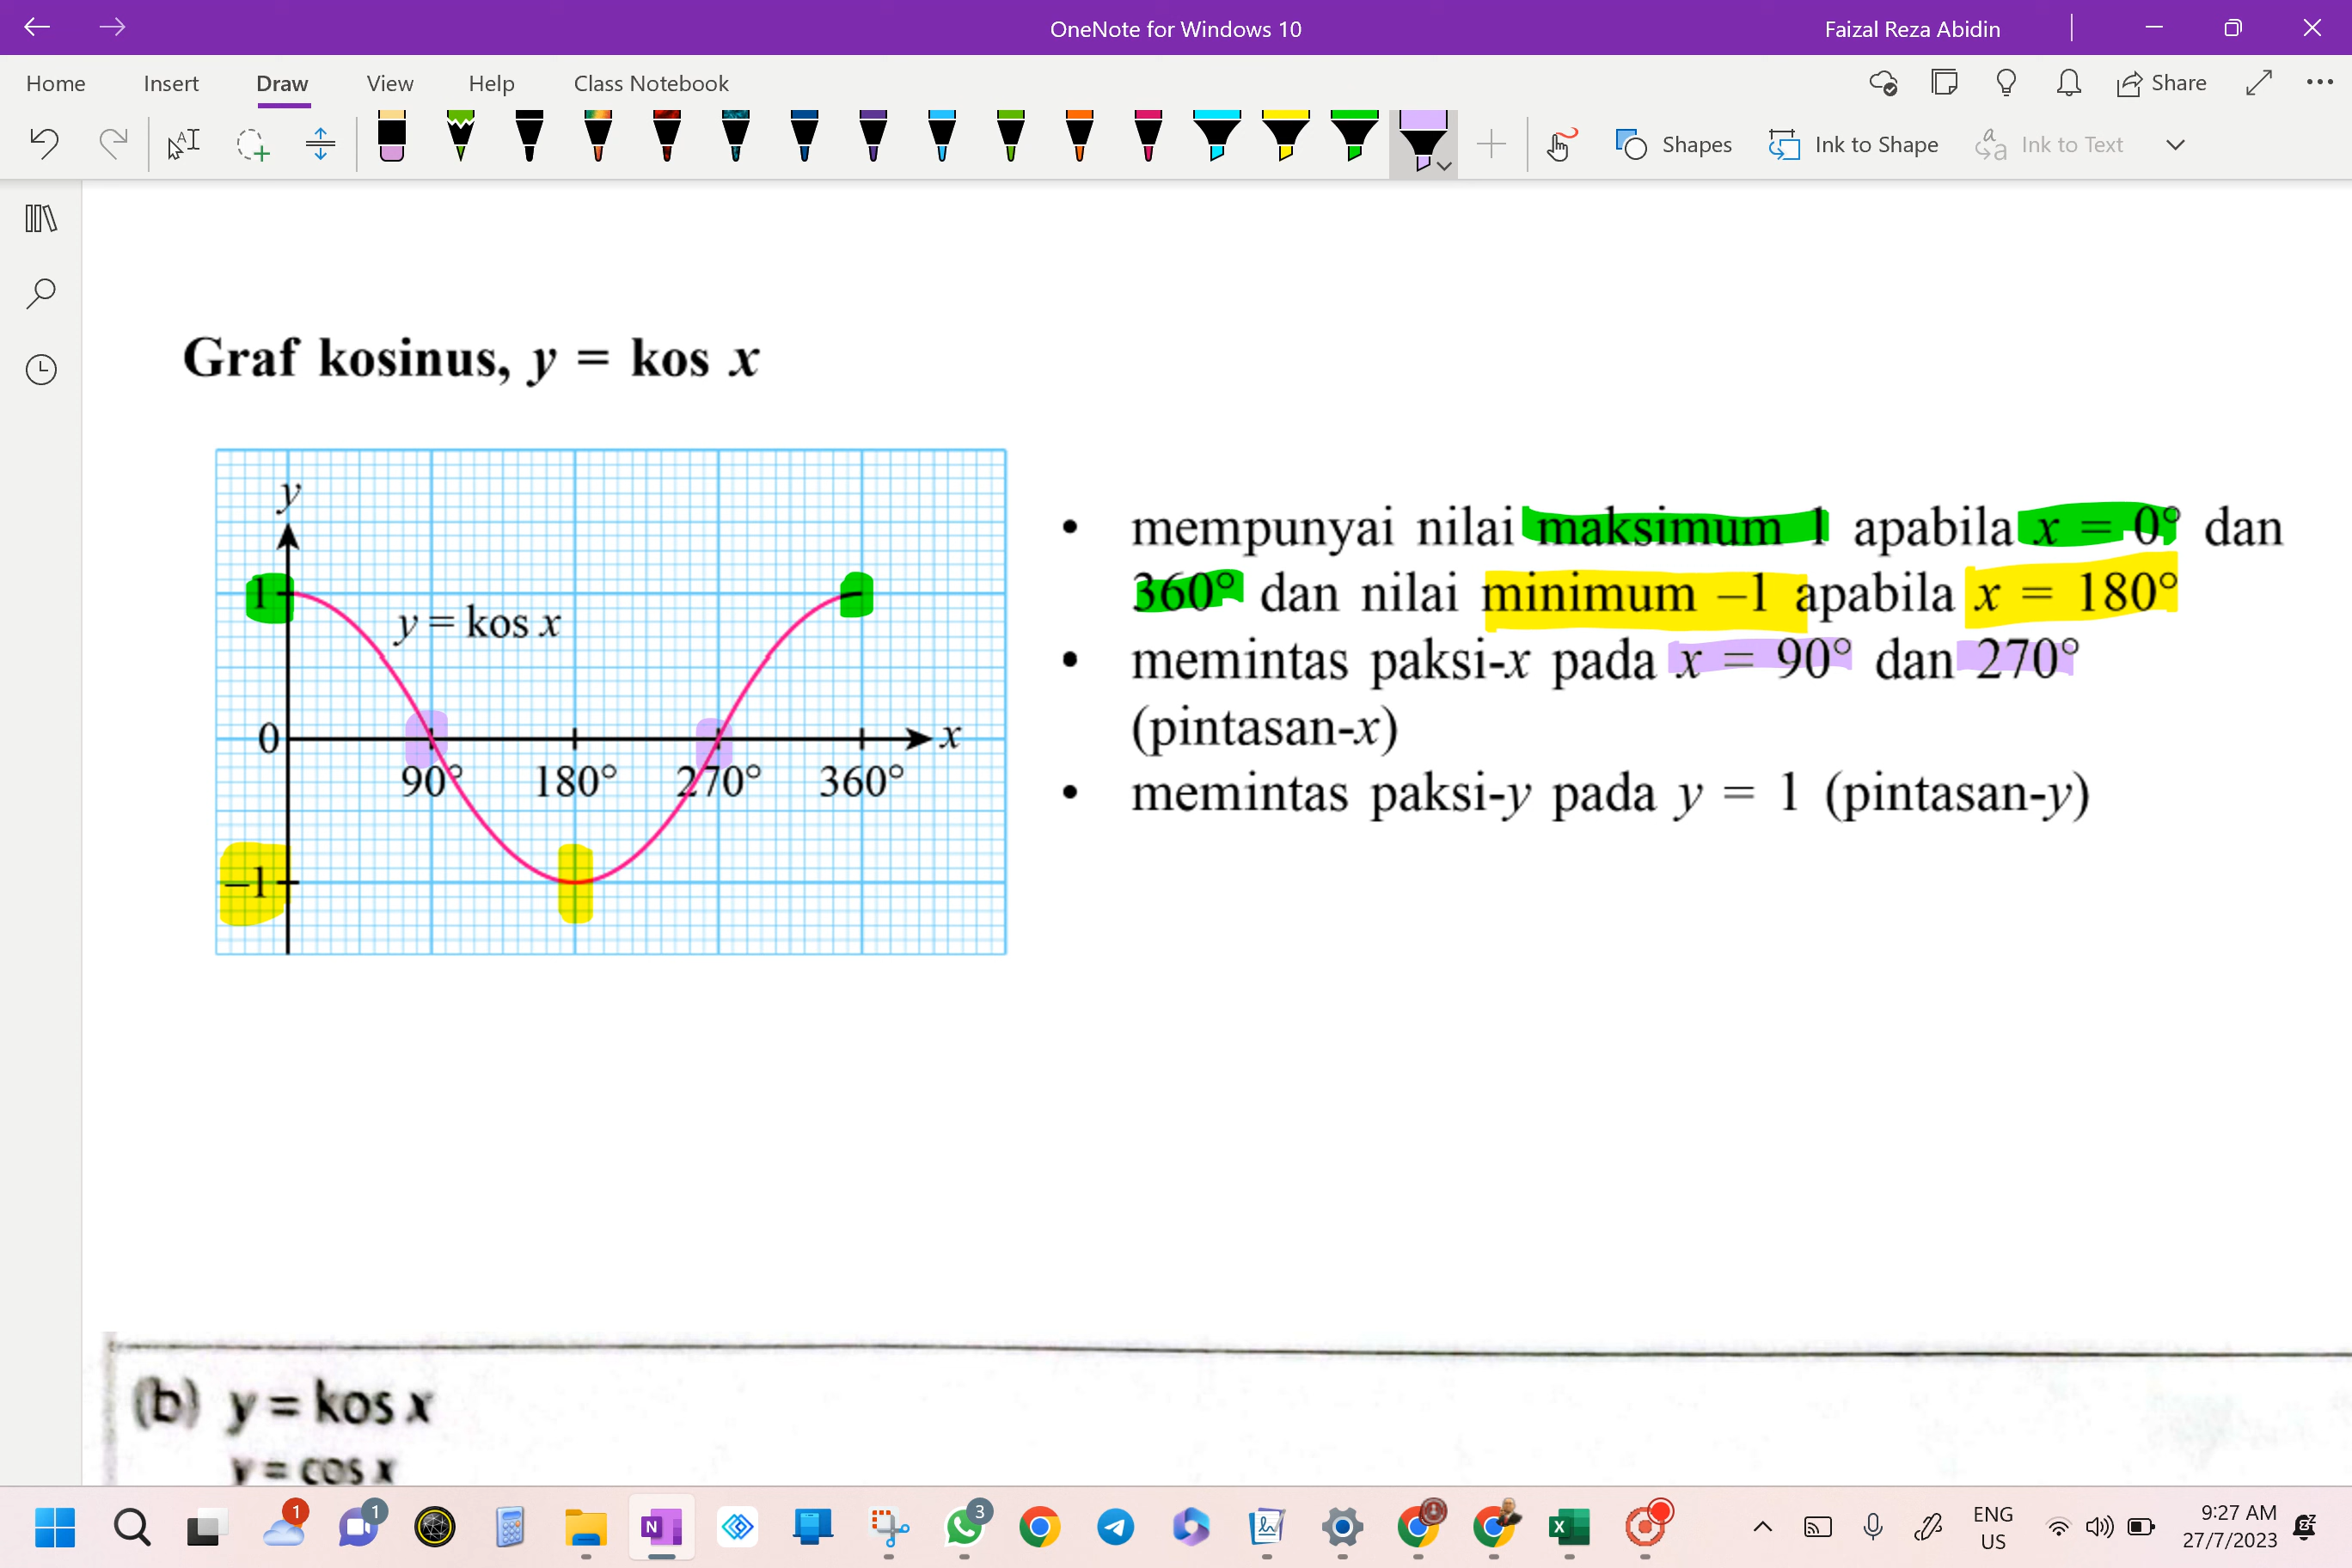 OneNote for Windows 10
Faizal Reza Abidin
Home Insert Draw View Help Class Notebook Share
Shapes Ink to Shape Ink to Text
Graf kosinus, y = kos x
y
1
y = kos x
0
x
90° 180° 270° 360°
−1
• mempunyai nilai maksimum 1 apabila x = 0° dan
360° dan nilai minimum −1 apabila x = 180°
• memintas paksi-x pada x = 90° dan 270°
(pintasan-x)
• memintas paksi-y pada y = 1 (pintasan-y)
(b) y = kos x
y = cos x
1
1
3
ENG
US
9:27 AM
27/7/2023